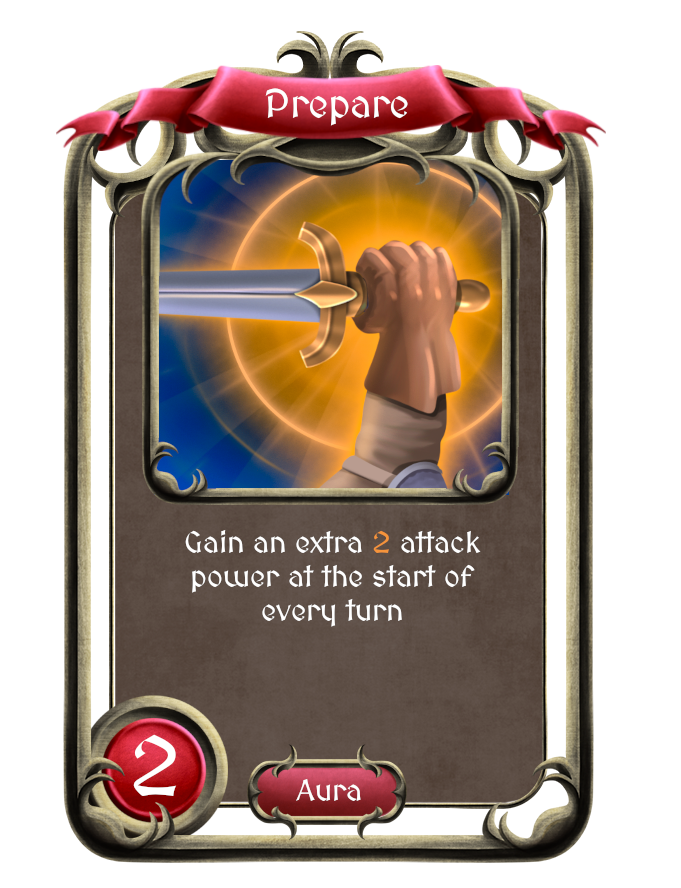 Prepare
Gain an extra 2 attack
power at the start of
every turn
2
Aura